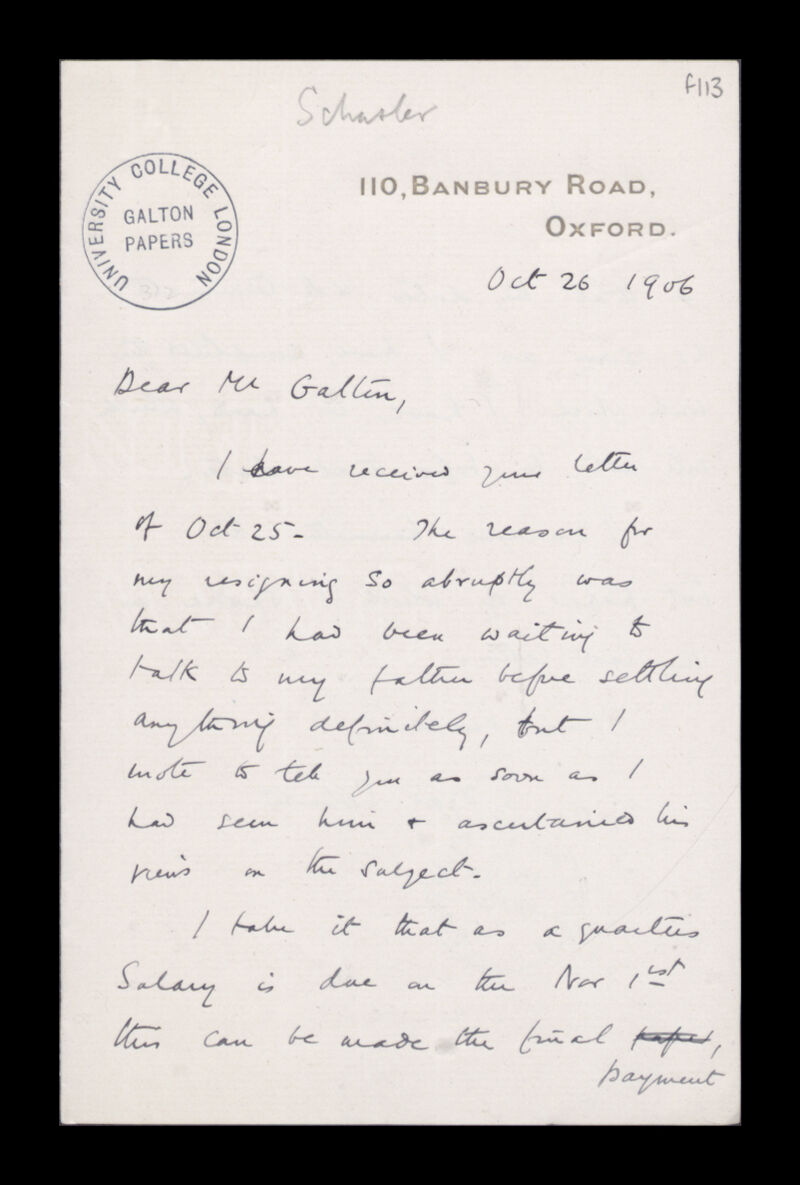 f113
Schuster
UNIVERSITY COLLEGE LONDON
GALTON
PAPERS
312
110, BANBURY ROAD,
OXFORD.
Oct 26 1906
Dear Mr Galton,
I have received your letter
of Oct 25. The reason for
my resigning so abruptly was
that I had been waiting to
talk to my father before settling
anything definitely, but I
wrote to tell you as soon as I
had seen him & ascertained his
views on the subject.
I take it that as a quarters
Salary is due on the Nov 1st
this can be made the final paper,
payment